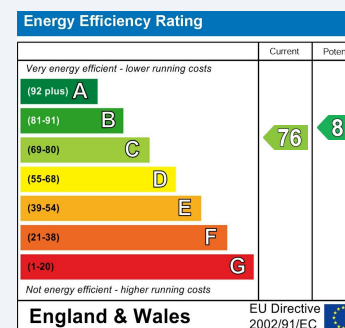 Energy Efficiency Rating
Current
Very energy efficient - lower running costs
(92 plus) A
(81-91) B
(69-80) C
76
(55-68) D
(39-54) E
(21-38) F
(1-20) G
Not energy efficient - higher running costs
England & Wales
EU Directive
2002/91/EC